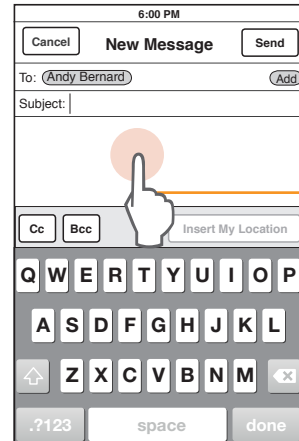 6:00 PM
Cancel New Message Send
To: Andy Bernard Add
Subject:
Cc Bcc Insert My Location
Q W E R T Y U I O P
A S D F G H J K L
Z X C V B N M
.?123 space done